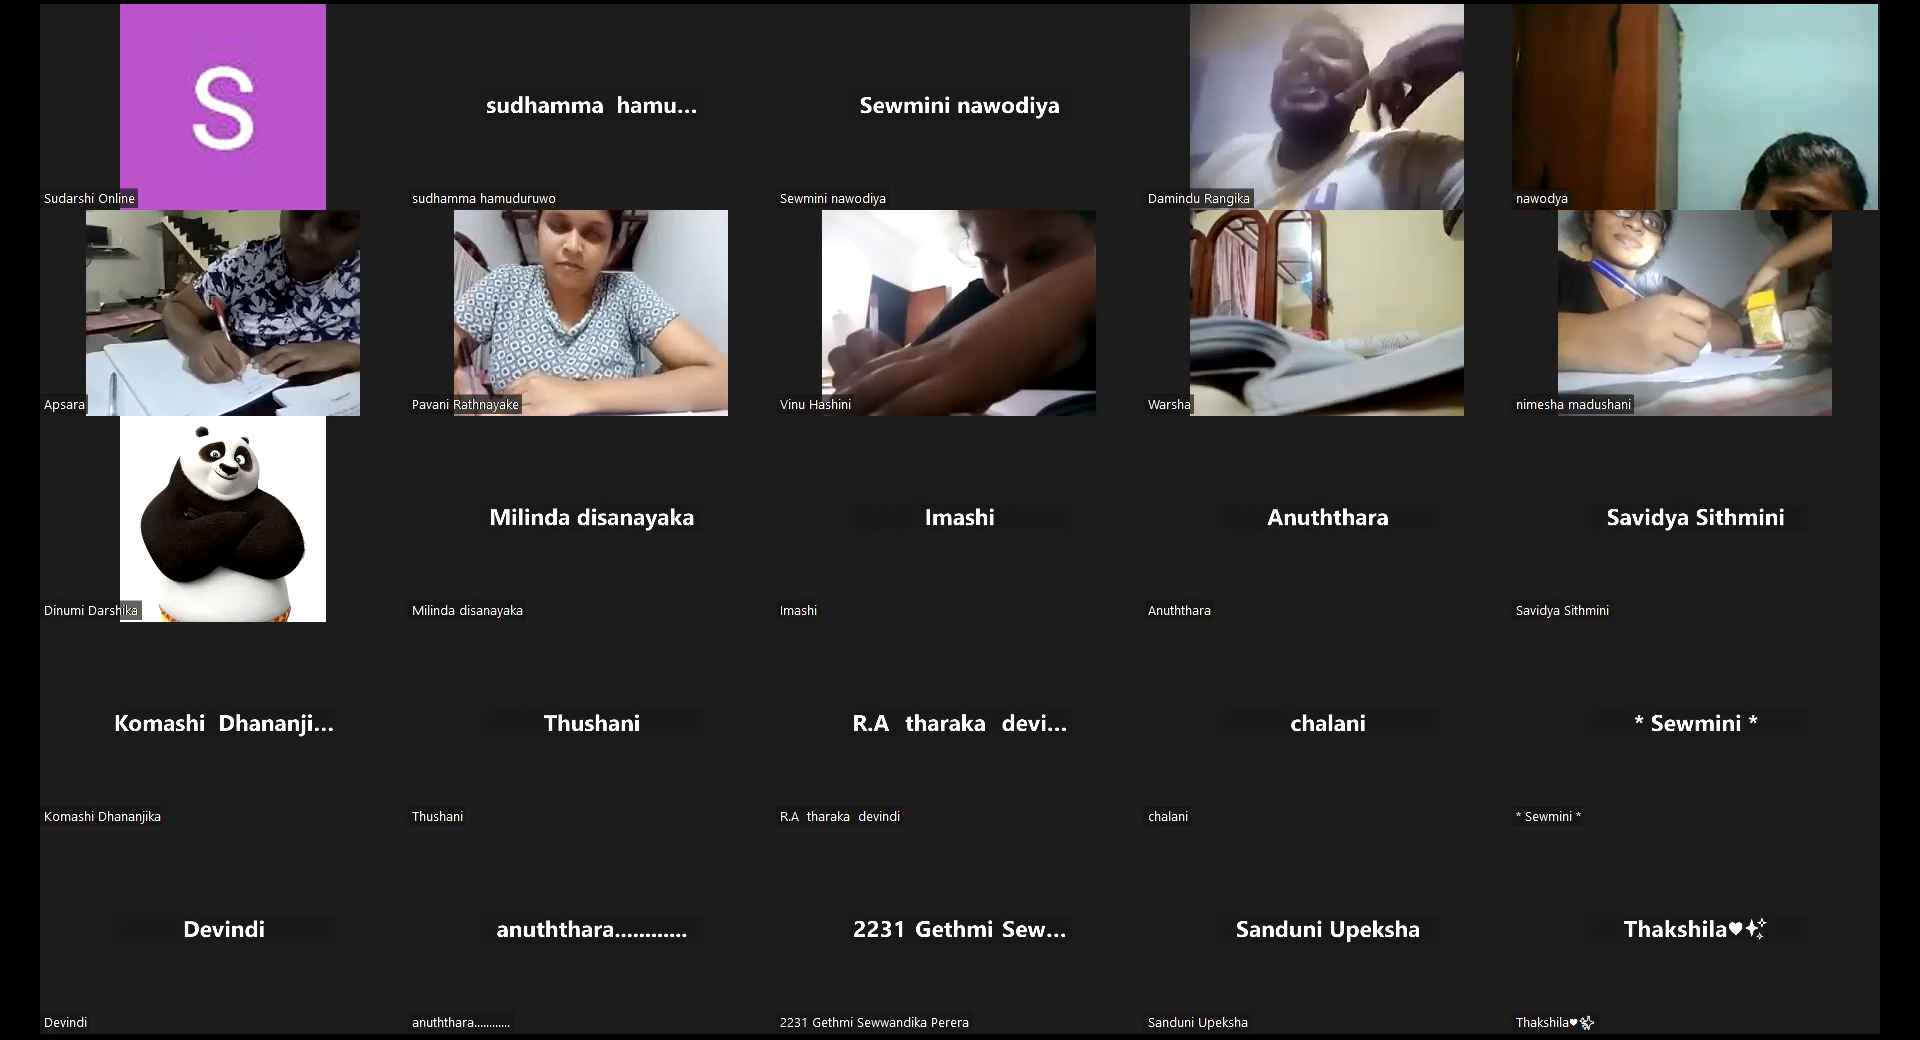 S
Sudarshi Online
sudhamma hamu...
sudhamma hamuduruwo
Sewmini nawodiya
Sewmini nawodiya
Damindu Rangika
nawodya
Apsara
Pavani Rathnayake
Vinu Hashini
Warsha
nimesha madushani
Dinumi Darshika
Milinda disanayaka
Milinda disanayaka
Imashi
Imashi
Anuththara
Anuththara
Savidya Sithmini
Savidya Sithmini
Komashi Dhananji...
Komashi Dhananjika
Thushani
Thushani
R.A tharaka devi...
R.A tharaka devindi
chalani
chalani
* Sewmini *
* Sewmini *
Devindi
Devindi
anuththara............
anuththara............
2231 Gethmi Sew...
2231 Gethmi Sewwandika Perera
Sanduni Upeksha
Sanduni Upeksha
Thakshila♥✨
Thakshila♥✨